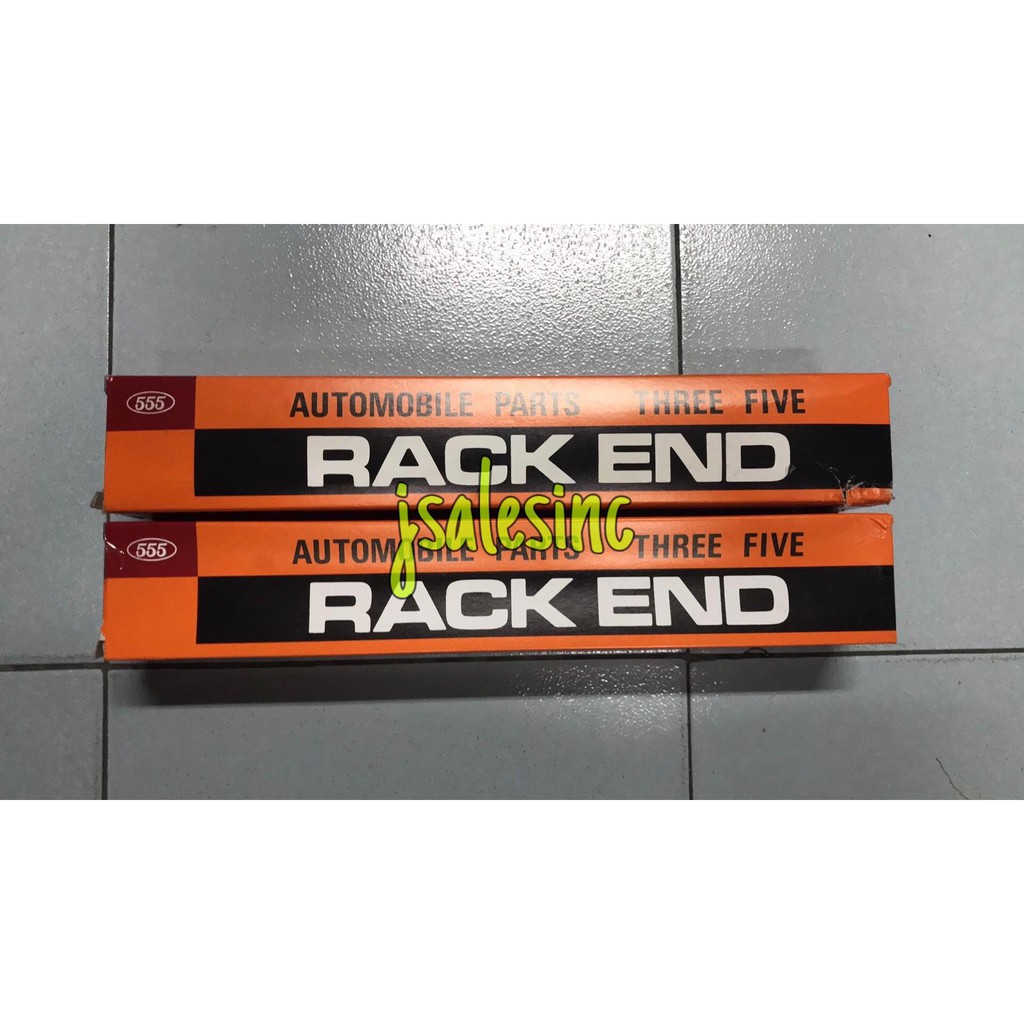 555
AUTOMOBILE PARTS THREE FIVE
RACK END
jsalesinc
555
AUTOMOBILE PARTS THREE FIVE
RACK END